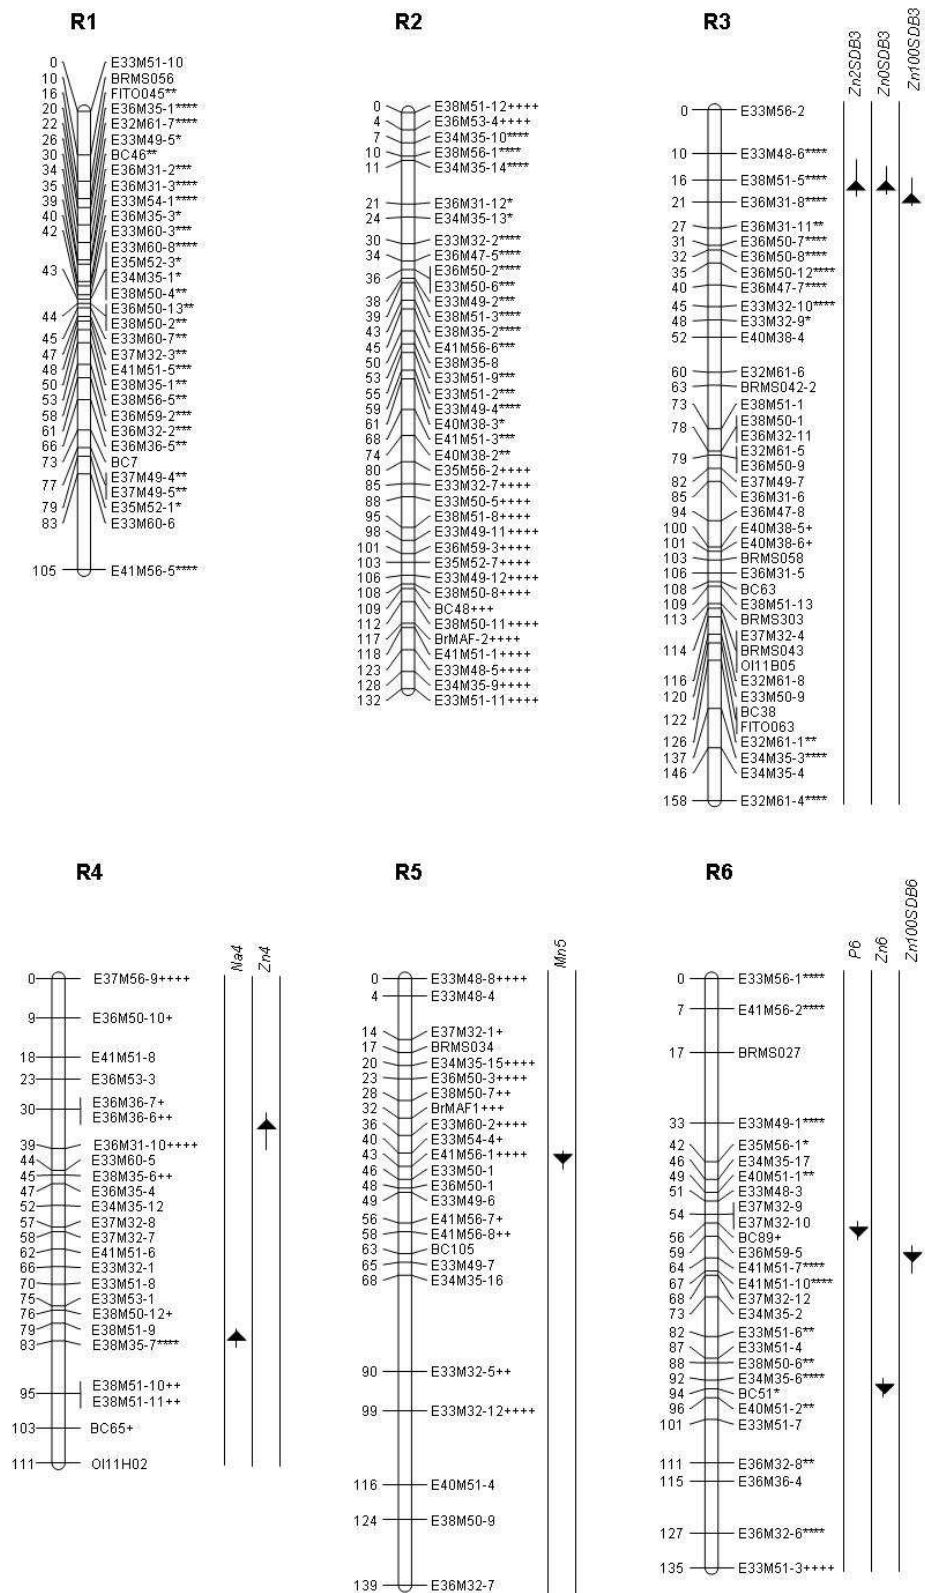 R1
0 E33M51-10
10 BRMS056
16 FITO045**
20 E36M35-1****
22 E32M61-7****
26 E33M49-5*
30 BC46**
34 E36M31-2***
35 E36M31-3****
39 E33M54-1****
40 E36M35-3*
42 E33M60-3***
E33M60-8****
43 E35M52-3*
E34M35-1*
E38M50-4**
44 E36M50-13**
E38M50-2**
45 E33M60-7**
47 E37M32-3**
48 E41M51-5***
50 E38M35-1**
53 E38M56-5**
58 E36M59-2***
61 E36M32-2***
66 E36M36-5**
73 BC7
77 E37M49-4**
E37M49-5**
79 E35M52-1*
83 E33M60-6
105 E41M56-5****
R2
0 E38M51-12++++
4 E36M53-4++++
7 E34M35-10****
10 E38M56-1****
11 E34M35-14****
21 E36M31-12*
24 E34M35-13*
30 E33M32-2****
34 E36M47-5****
36 E36M50-2****
E33M50-6***
38 E33M49-2***
39 E38M51-3****
43 E38M35-2****
45 E41M56-6***
50 E38M35-8
53 E33M51-9***
55 E33M51-2***
59 E33M49-4****
61 E40M38-3*
68 E41M51-3***
74 E40M38-2**
80 E35M56-2++++
85 E33M32-7++++
88 E33M50-5++++
95 E38M51-8++++
98 E33M49-11++++
101 E36M59-3++++
103 E35M52-7++++
106 E33M49-12++++
108 E38M50-8++++
109 BC48+++
112 E38M50-11++++
117 BrMAF-2++++
118 E41M51-1++++
123 E33M48-5++++
128 E34M35-9++++
132 E33M51-11++++
R3
Zn2SDB3
Zn0SDB3
Zn100SDB3
0 E33M56-2
10 E33M48-6****
16 E38M51-5****
21 E36M31-8****
27 E36M31-11**
31 E36M50-7****
32 E36M50-8****
35 E36M50-12****
40 E36M47-7****
45 E33M32-10****
48 E33M32-9*
52 E40M38-4
60 E32M61-6
63 BRMS042-2
73 E38M51-1
78 E38M50-1
E36M32-11
79 E32M61-5
E36M50-9
82 E37M49-7
85 E36M31-6
94 E36M47-8
100 E40M38-5+
101 E40M38-6+
103 BRMS058
106 E36M31-5
108 BC63
109 E38M51-13
113 BRMS303
E37M32-4
114 BRMS043
Ol11B05
116 E32M61-8
120 E33M50-9
122 BC38
FITO063
126 E32M61-1**
137 E34M35-3****
146 E34M35-4
158 E32M61-4****
R4
Na4
Zn4
0 E37M56-9++++
9 E36M50-10+
18 E41M51-8
23 E36M53-3
30 E36M36-7+
E36M36-6++
39 E36M31-10++++
44 E33M60-5
45 E38M35-6++
47 E36M35-4
52 E34M35-12
57 E37M32-8
58 E37M32-7
62 E41M51-6
66 E33M32-1
70 E33M51-8
75 E33M53-1
76 E38M50-12+
79 E38M51-9
83 E38M35-7****
95 E38M51-10++
E38M51-11++
103 BC65+
111 Ol11H02
R5
Mn5
0 E33M48-8++++
4 E33M48-4
14 E37M32-1+
17 BRMS034
20 E34M35-15++++
23 E36M50-3++++
28 E38M50-7++
32 BrMAF1+++
36 E33M60-2++++
40 E33M54-4+
43 E41M56-1++++
46 E33M50-1
48 E36M50-1
49 E33M49-6
56 E41M56-7+
58 E41M56-8++
63 BC105
65 E33M49-7
68 E34M35-16
90 E33M32-5++
99 E33M32-12++++
116 E40M51-4
124 E38M50-9
139 E36M32-7
R6
P6
Zn6
Zn100SDB6
0 E33M56-1****
7 E41M56-2****
17 BRMS027
33 E33M49-1****
42 E35M56-1*
46 E34M35-17
49 E40M51-1**
51 E33M48-3
54 E37M32-9
E37M32-10
56 BC89+
59 E36M59-5
64 E41M51-7****
67 E41M51-10****
68 E37M32-12
73 E34M35-2
82 E33M51-6**
87 E33M51-4
88 E38M50-6**
92 E34M35-6****
94 BC51*
96 E40M51-2**
101 E33M51-7
111 E36M32-8**
115 E36M36-4
127 E36M32-6****
135 E33M51-3++++